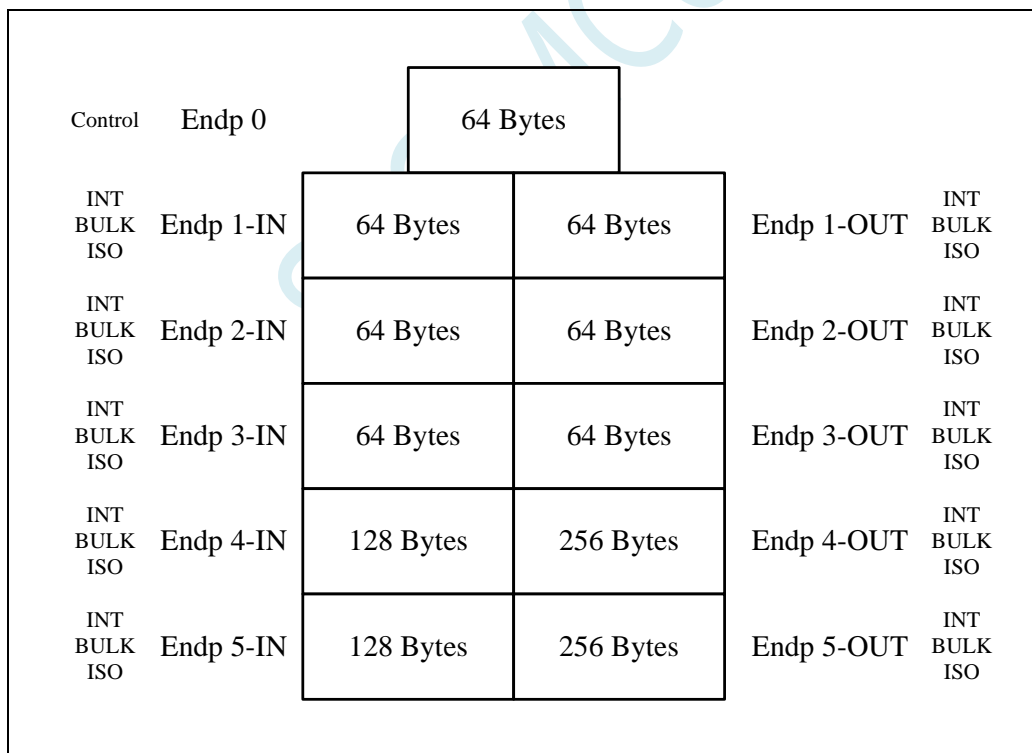 Control Endp 0 64 Bytes
INT
BULK
ISO
Endp 1-IN 64 Bytes 64 Bytes Endp 1-OUT
INT
BULK
ISO
INT
BULK
ISO
Endp 2-IN 64 Bytes 64 Bytes Endp 2-OUT
INT
BULK
ISO
INT
BULK
ISO
Endp 3-IN 64 Bytes 64 Bytes Endp 3-OUT
INT
BULK
ISO
INT
BULK
ISO
Endp 4-IN 128 Bytes 256 Bytes Endp 4-OUT
INT
BULK
ISO
INT
BULK
ISO
Endp 5-IN 128 Bytes 256 Bytes Endp 5-OUT
INT
BULK
ISO